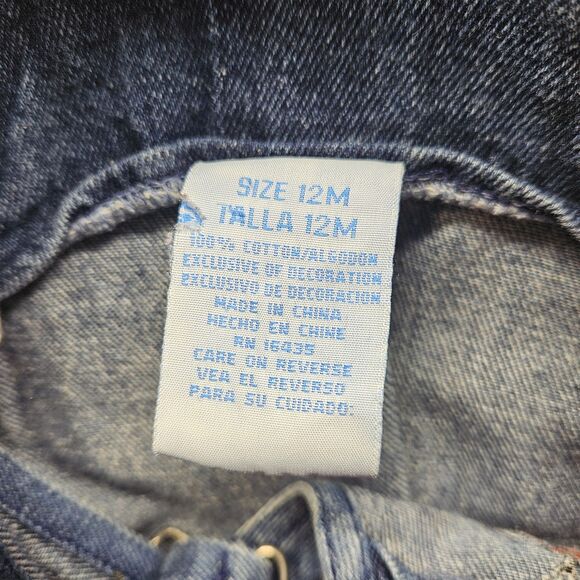 SIZE 12M
TALLA 12M
100% COTTON/ALGODON
EXCLUSIVE OF DECORATION
EXCLUSIVO DE DECORACION
MADE IN CHINA
HECHO EN CHINE
RN 16435
CARE ON REVERSE
VEA EL REVERSO
PARA SU CUIDADO: